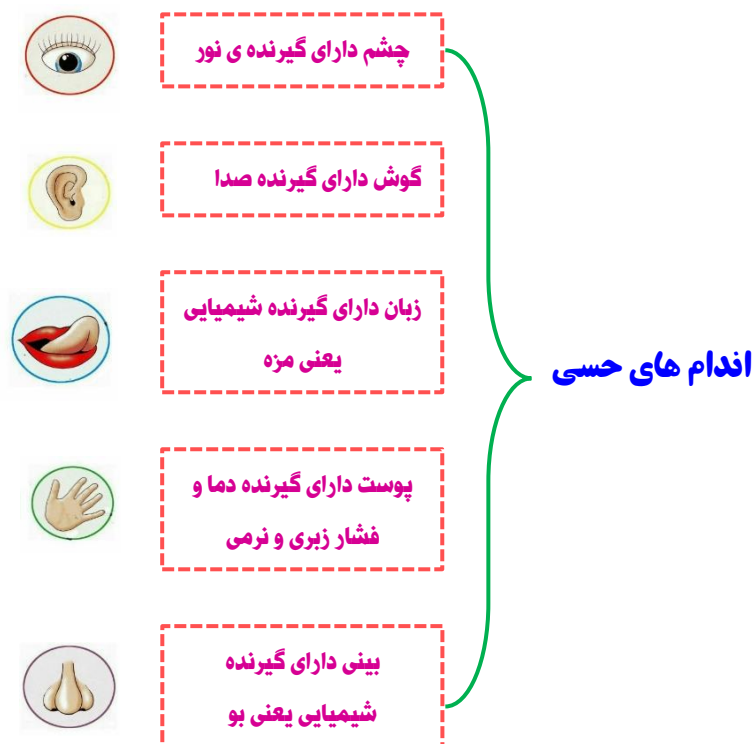 اندام های حسی
چشم دارای گیرنده ی نور
گوش دارای گیرنده صدا
زبان دارای گیرنده شیمیایی
یعنی مزه
پوست دارای گیرنده دما و
فشار زبری و نرمی
بینی دارای گیرنده
شیمیایی یعنی بو